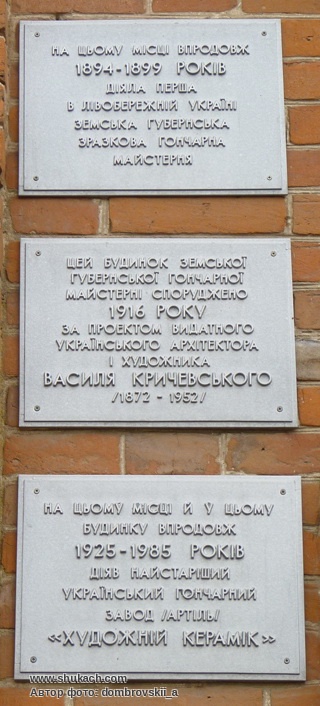 НА ЦЬОМУ МІСЦІ ВПРОДОВЖ
1894-1899 РОКІВ
ДІЯЛА ПЕРША
В ЛІВОБЕРЕЖНІЙ УКРАЇНІ
ЗЕМСЬКА ГУБЕРНСЬКА
ЗРАЗКОВА ГОНЧАРНА
МАЙСТЕРНЯ
ЦЕЙ БУДИНОК ЗЕМСЬКОЇ
ГУБЕРНСЬКОЇ ГОНЧАРНОЇ
МАЙСТЕРНІ СПОРУДЖЕНО
1916 РОКУ
ЗА ПРОЕКТОМ ВИДАТНОГО
УКРАЇНСЬКОГО АРХІТЕКТОРА
І ХУДОЖНИКА
ВАСИЛЯ КРИЧЕВСЬКОГО
/1872 - 1952/
НА ЦЬОМУ МІСЦІ Й У ЦЬОМУ
БУДИНКУ ВПРОДОВЖ
1925-1985 РОКІВ
ДІЯВ НАЙСТАРІШИЙ
УКРАЇНСЬКИЙ ГОНЧАРНИЙ
ЗАВОД /АРТІЛЬ/
«ХУДОЖНІЙ КЕРАМІК»
www.shukach.com
Автор фото: dombrovskii_a